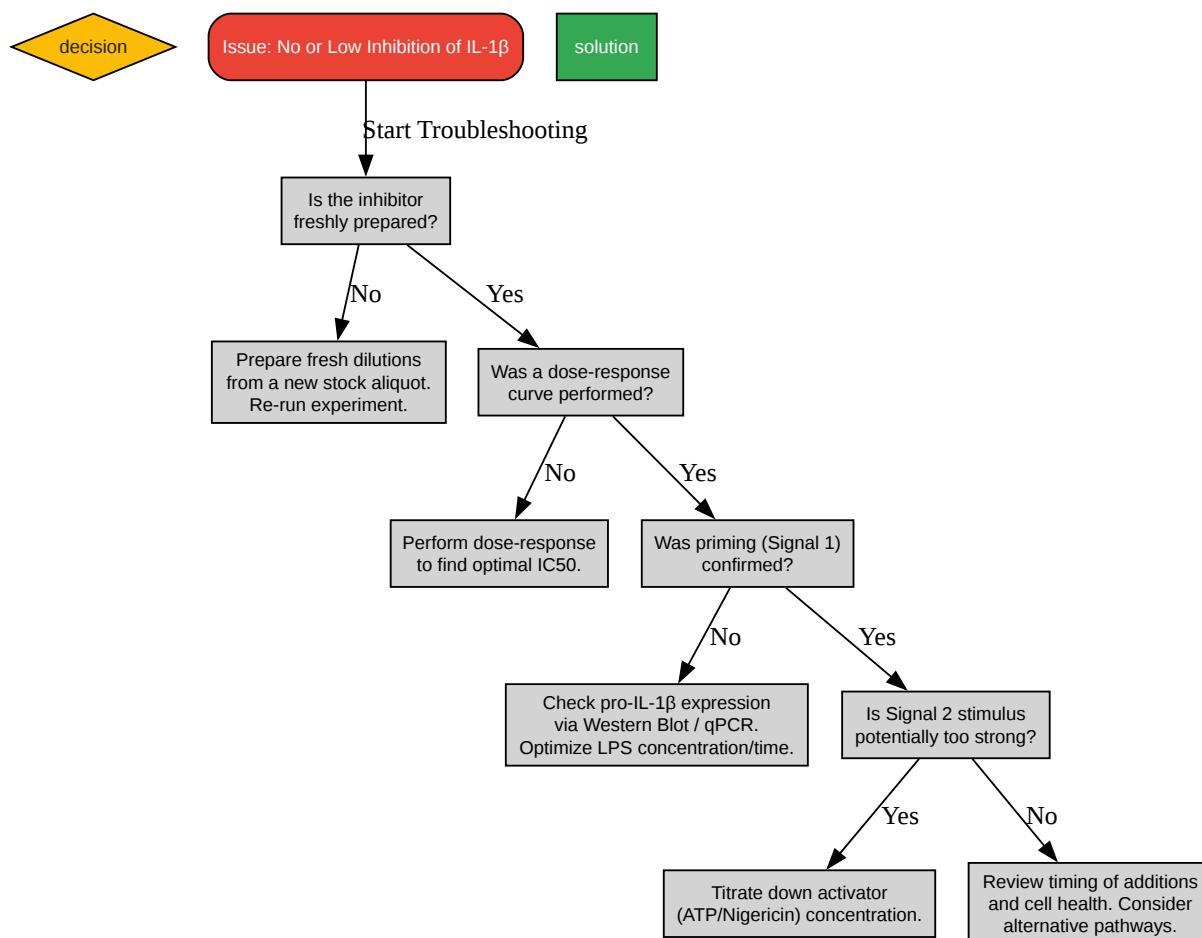 decision
Issue: No or Low Inhibition of IL-1β
solution
Start Troubleshooting
Is the inhibitor
freshly prepared?
No
Yes
Prepare fresh dilutions
from a new stock aliquot.
Re-run experiment.
Was a dose-response
curve performed?
No
Yes
Perform dose-response
to find optimal IC50.
Was priming (Signal 1)
confirmed?
No
Yes
Check pro-IL-1β expression
via Western Blot / qPCR.
Optimize LPS concentration/time.
Is Signal 2 stimulus
potentially too strong?
Yes
No
Titrate down activator
(ATP/Nigericin) concentration.
Review timing of additions
and cell health. Consider
alternative pathways.